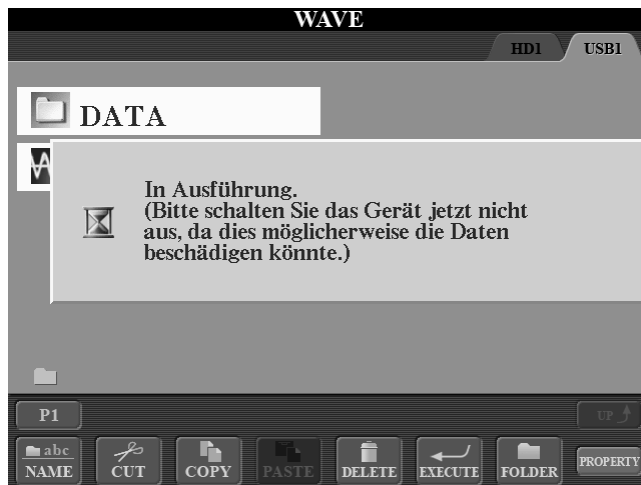 WAVE
HD1 USB1
DATA
In Ausführung.
(Bitte schalten Sie das Gerät jetzt nicht
aus, da dies möglicherweise die Daten
beschädigen könnte.)
P1 UP
abc
NAME CUT COPY PASTE DELETE EXECUTE FOLDER PROPERTY